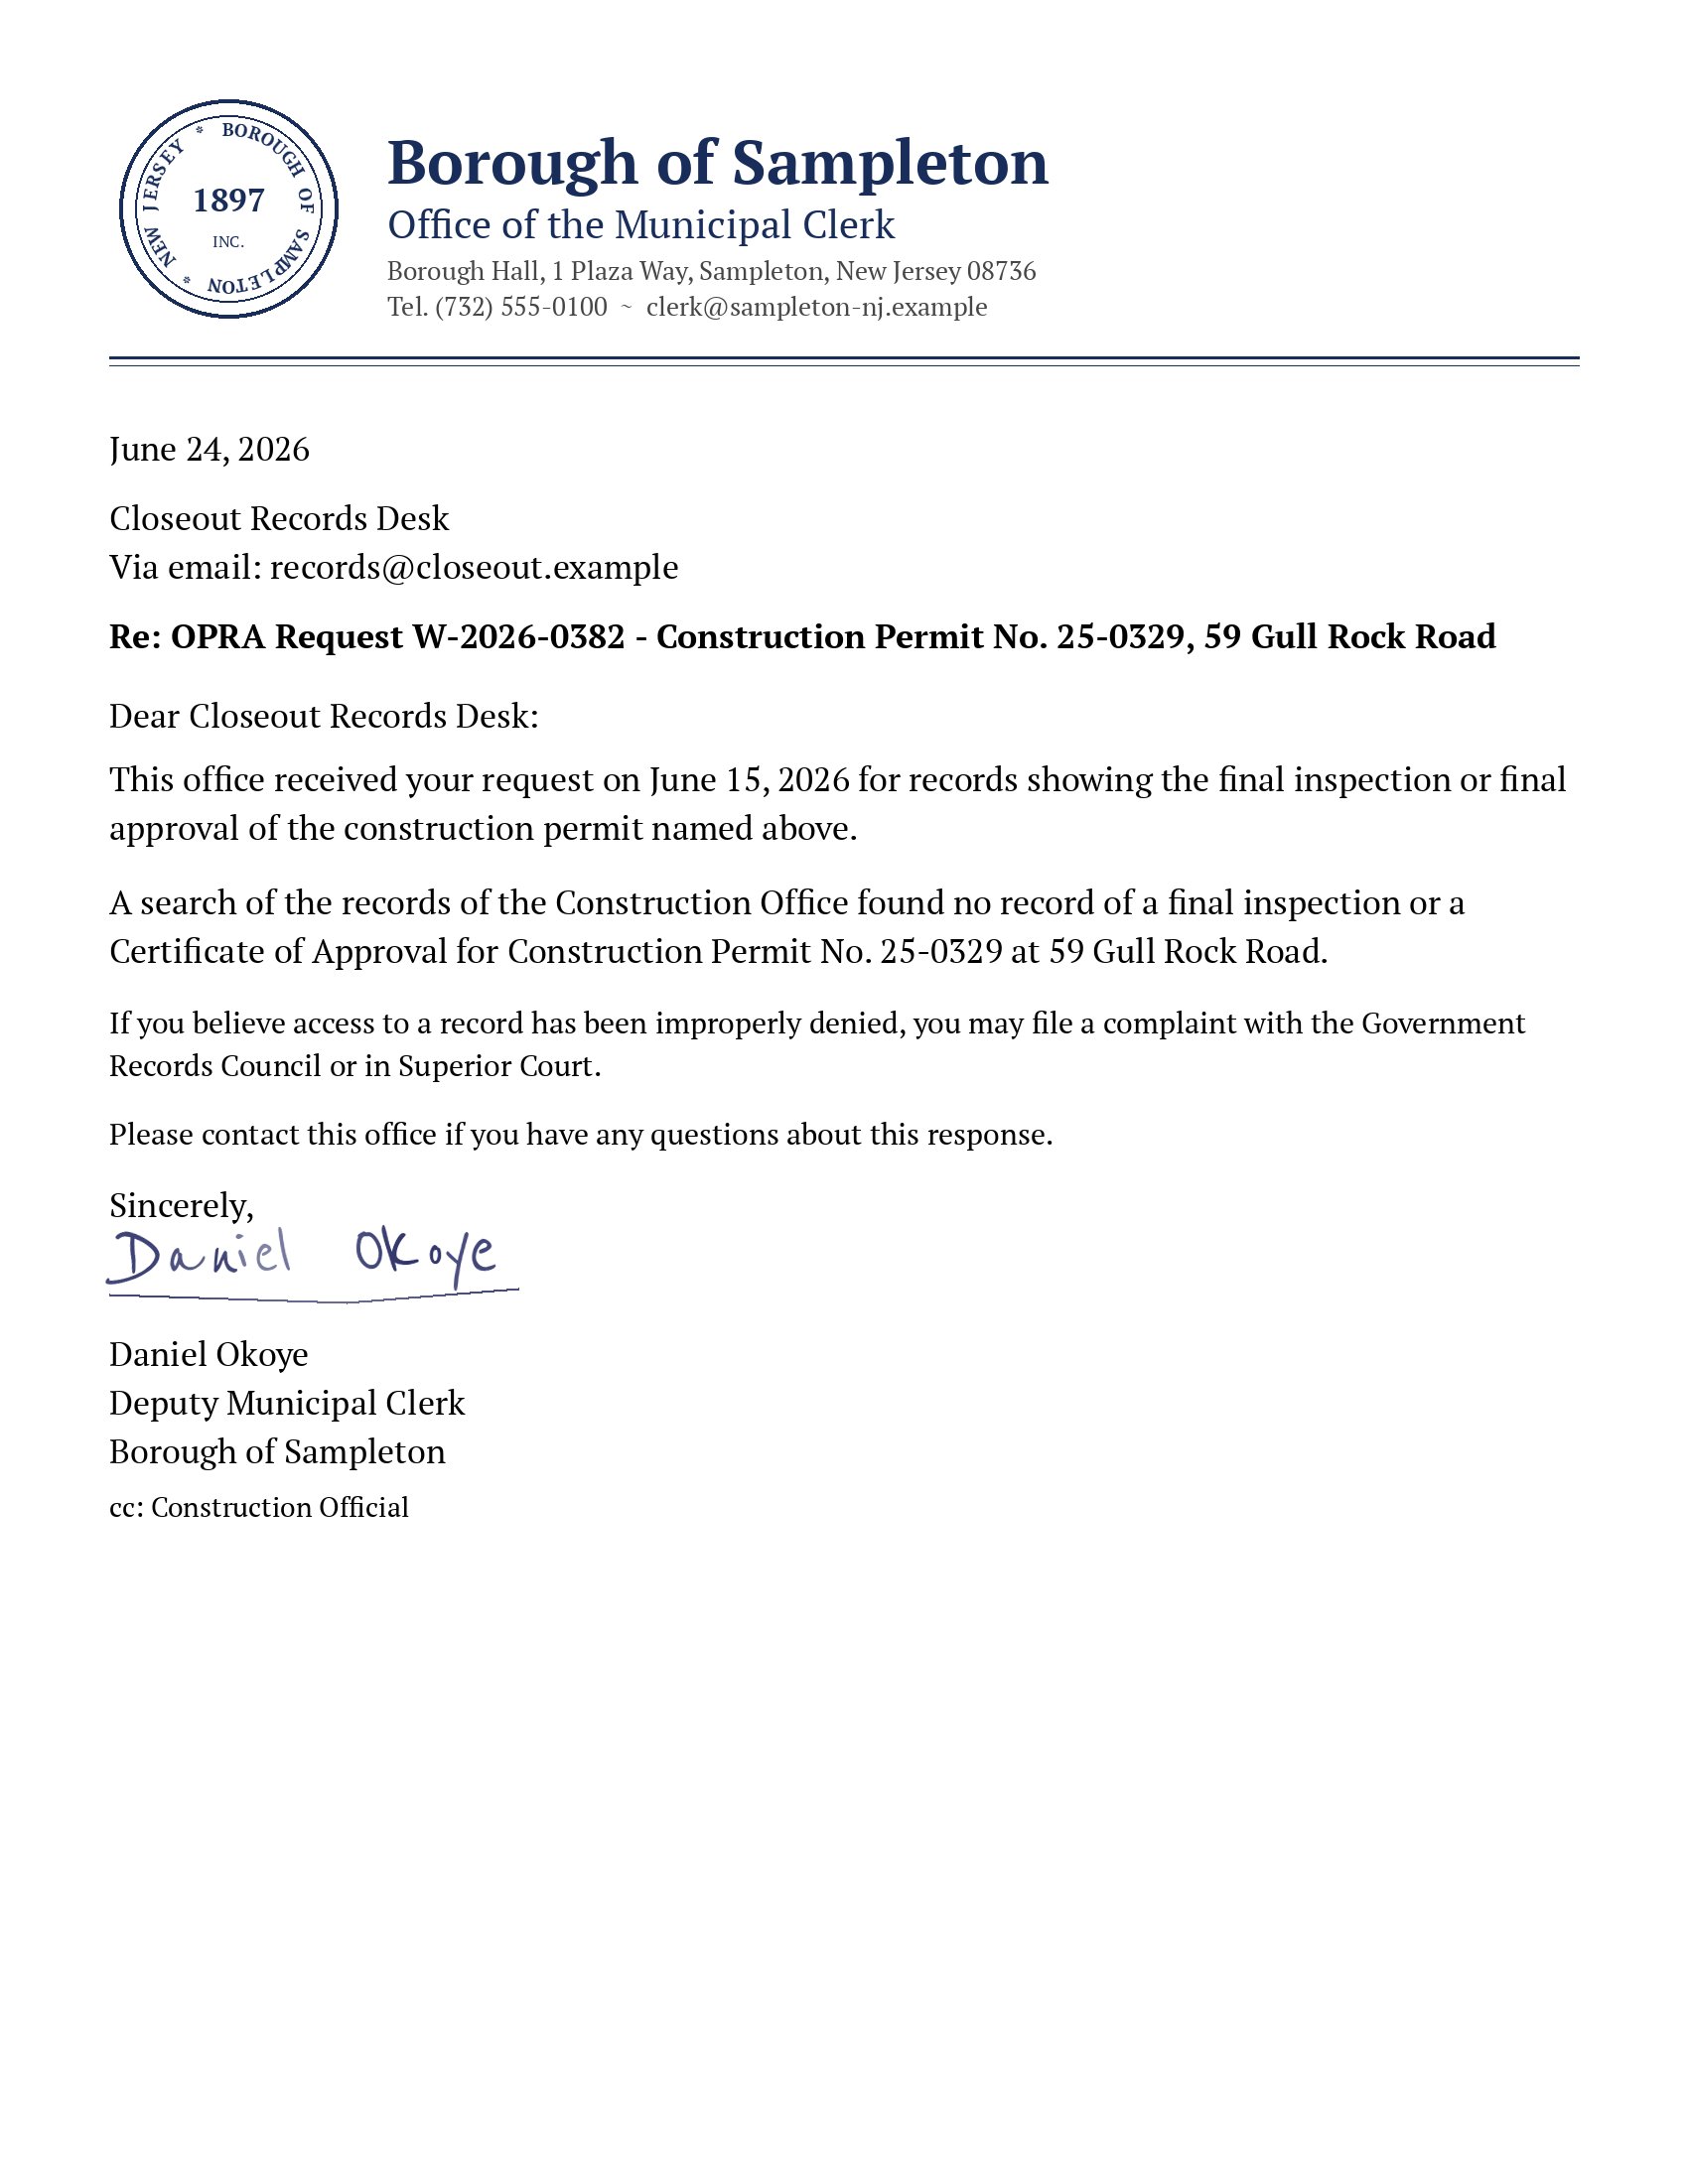 BOROUGH OF SAMPLETON * NEW JERSEY *
1897
INC.
Borough of Sampleton
Office of the Municipal Clerk
Borough Hall, 1 Plaza Way, Sampleton, New Jersey 08736
Tel. (732) 555-0100 ~ clerk@sampleton-nj.example
June 24, 2026
Closeout Records Desk
Via email: records@closeout.example
Re: OPRA Request W-2026-0382 - Construction Permit No. 25-0329, 59 Gull Rock Road
Dear Closeout Records Desk:
This office received your request on June 15, 2026 for records showing the final inspection or final
approval of the construction permit named above.
A search of the records of the Construction Office found no record of a final inspection or a
Certificate of Approval for Construction Permit No. 25-0329 at 59 Gull Rock Road.
If you believe access to a record has been improperly denied, you may file a complaint with the Government
Records Council or in Superior Court.
Please contact this office if you have any questions about this response.
Sincerely,
Daniel Okoye
Daniel Okoye
Deputy Municipal Clerk
Borough of Sampleton
cc: Construction Official